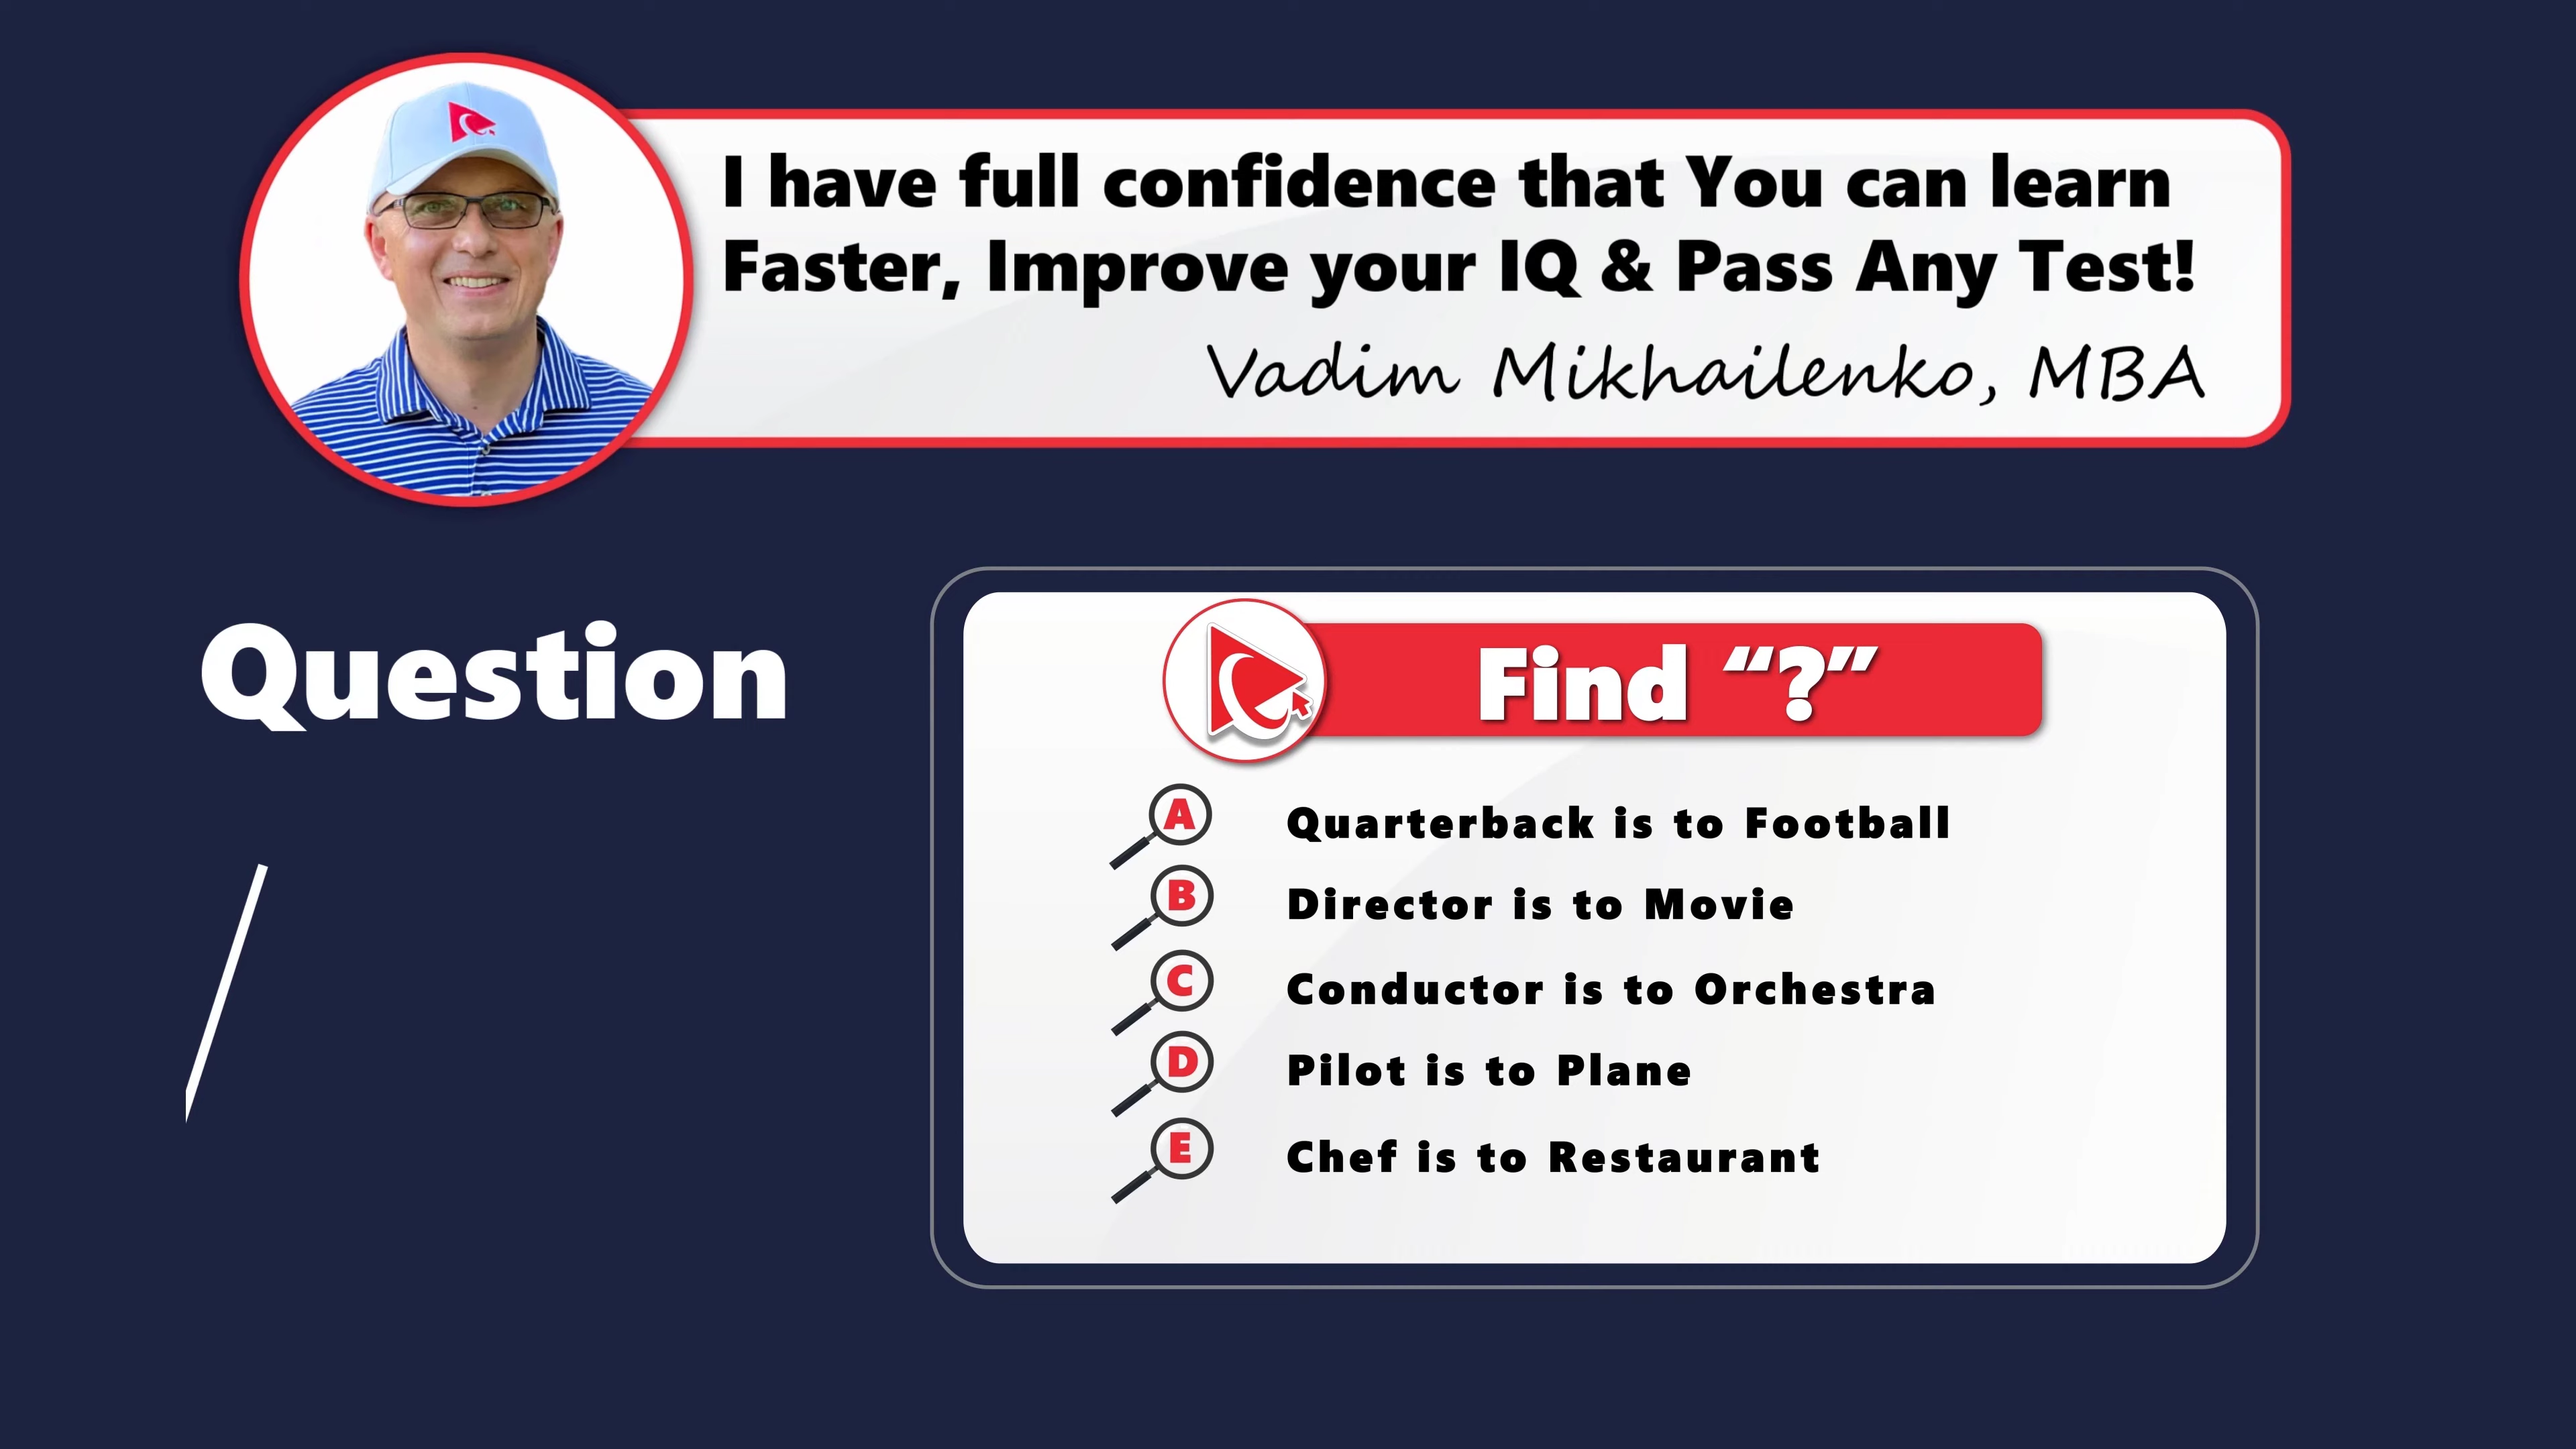 I have full confidence that You can learn
Faster, Improve your IQ & Pass Any Test!
Vadim Mikhailenko, MBA
Question
Find “?”
A Quarterback is to Football
B Director is to Movie
C Conductor is to Orchestra
D Pilot is to Plane
E Chef is to Restaurant